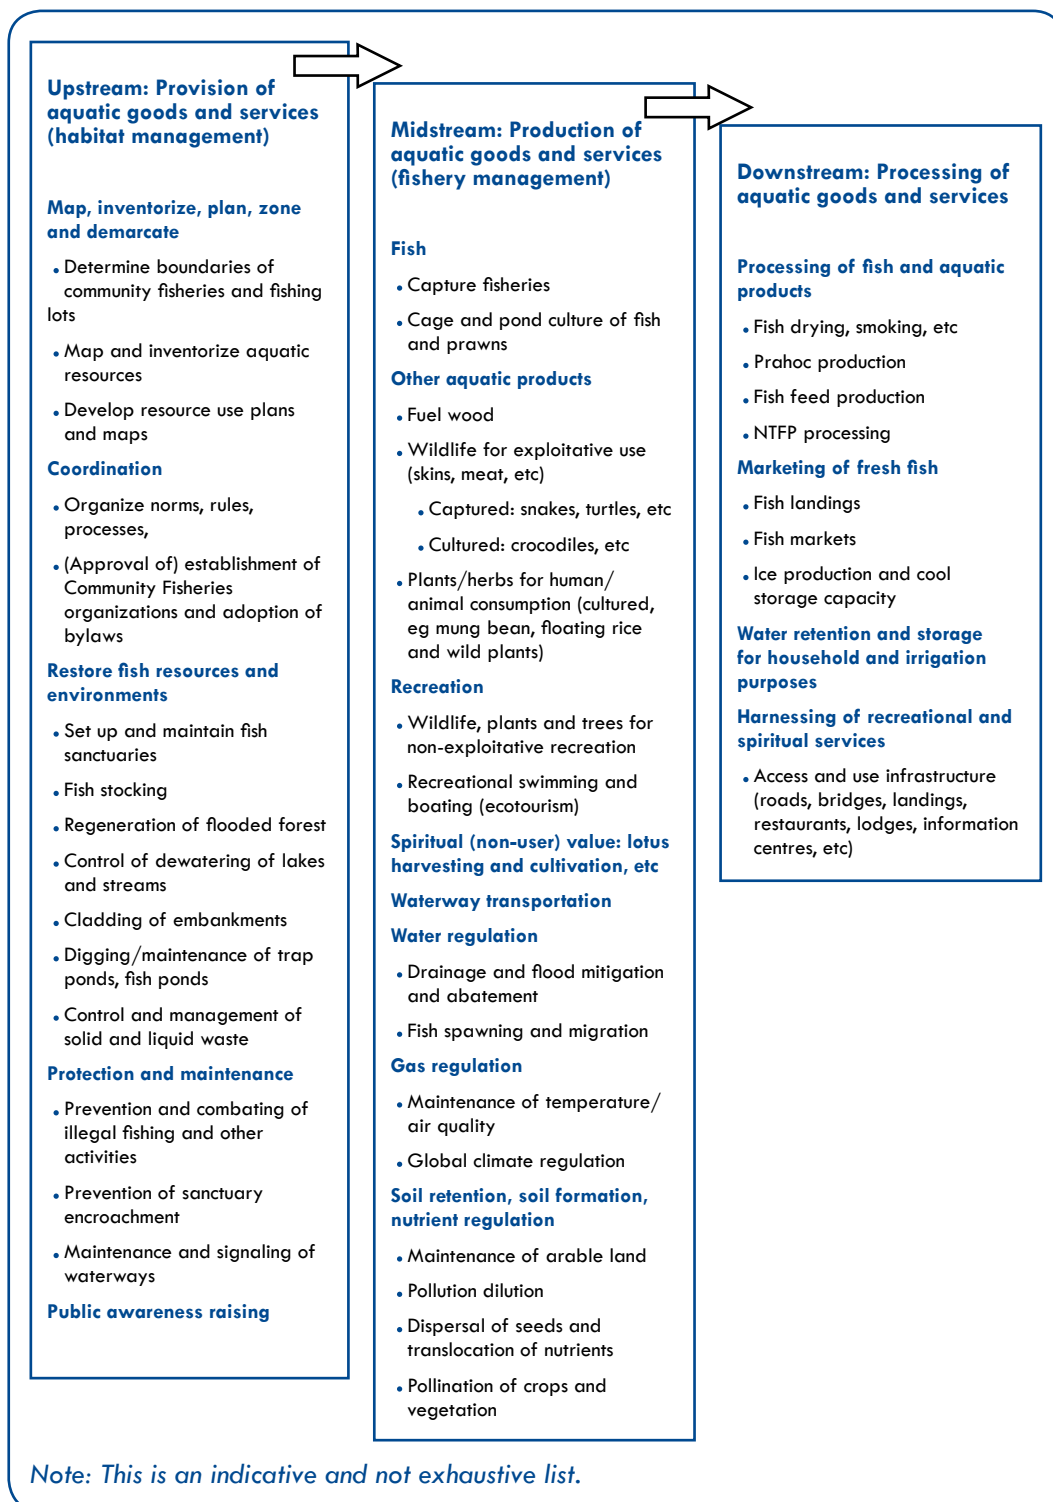 Upstream: Provision of
aquatic goods and services
(habitat management)
Map, inventorize, plan, zone
and demarcate
• Determine boundaries of
community fisheries and fishing
lots
• Map and inventorize aquatic
resources
• Develop resource use plans
and maps
Coordination
• Organize norms, rules,
processes,
• (Approval of) establishment of
Community Fisheries
organizations and adoption of
bylaws
Restore fish resources and
environments
• Set up and maintain fish
sanctuaries
• Fish stocking
• Regeneration of flooded forest
• Control of dewatering of lakes
and streams
• Cladding of embankments
• Digging/maintenance of trap
ponds, fish ponds
• Control and management of
solid and liquid waste
Protection and maintenance
• Prevention and combating of
illegal fishing and other
activities
• Prevention of sanctuary
encroachment
• Maintenance and signaling of
waterways
Public awareness raising
Midstream: Production of
aquatic goods and services
(fishery management)
Fish
• Capture fisheries
• Cage and pond culture of fish
and prawns
Other aquatic products
• Fuel wood
• Wildlife for exploitative use
(skins, meat, etc)
• Captured: snakes, turtles, etc
• Cultured: crocodiles, etc
• Plants/herbs for human/
animal consumption (cultured,
eg mung bean, floating rice
and wild plants)
Recreation
• Wildlife, plants and trees for
non-exploitative recreation
• Recreational swimming and
boating (ecotourism)
Spiritual (non-user) value: lotus
harvesting and cultivation, etc
Waterway transportation
Water regulation
• Drainage and flood mitigation
and abatement
• Fish spawning and migration
Gas regulation
• Maintenance of temperature/
air quality
• Global climate regulation
Soil retention, soil formation,
nutrient regulation
• Maintenance of arable land
• Pollution dilution
• Dispersal of seeds and
translocation of nutrients
• Pollination of crops and
vegetation
Downstream: Processing of
aquatic goods and services
Processing of fish and aquatic
products
• Fish drying, smoking, etc
• Prahoc production
• Fish feed production
• NTFP processing
Marketing of fresh fish
• Fish landings
• Fish markets
• Ice production and cool
storage capacity
Water retention and storage
for household and irrigation
purposes
Harnessing of recreational and
spiritual services
• Access and use infrastructure
(roads, bridges, landings,
restaurants, lodges, information
centres, etc)
Note: This is an indicative and not exhaustive list.